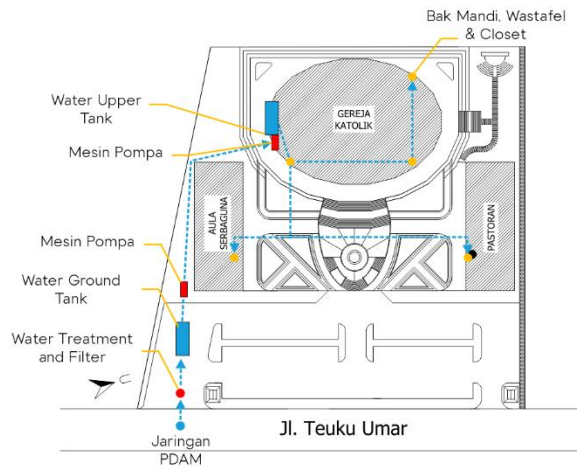 Bak Mandi, Wastafel
& Closet
Water Upper
Tank
GEREJA
KATOLIK
Mesin Pompa
AULA
SERBAGUNA
PASTORAN
Mesin Pompa
Water Ground
Tank
Water Treatment
and Filter
Jl. Teuku Umar
Jaringan
PDAM